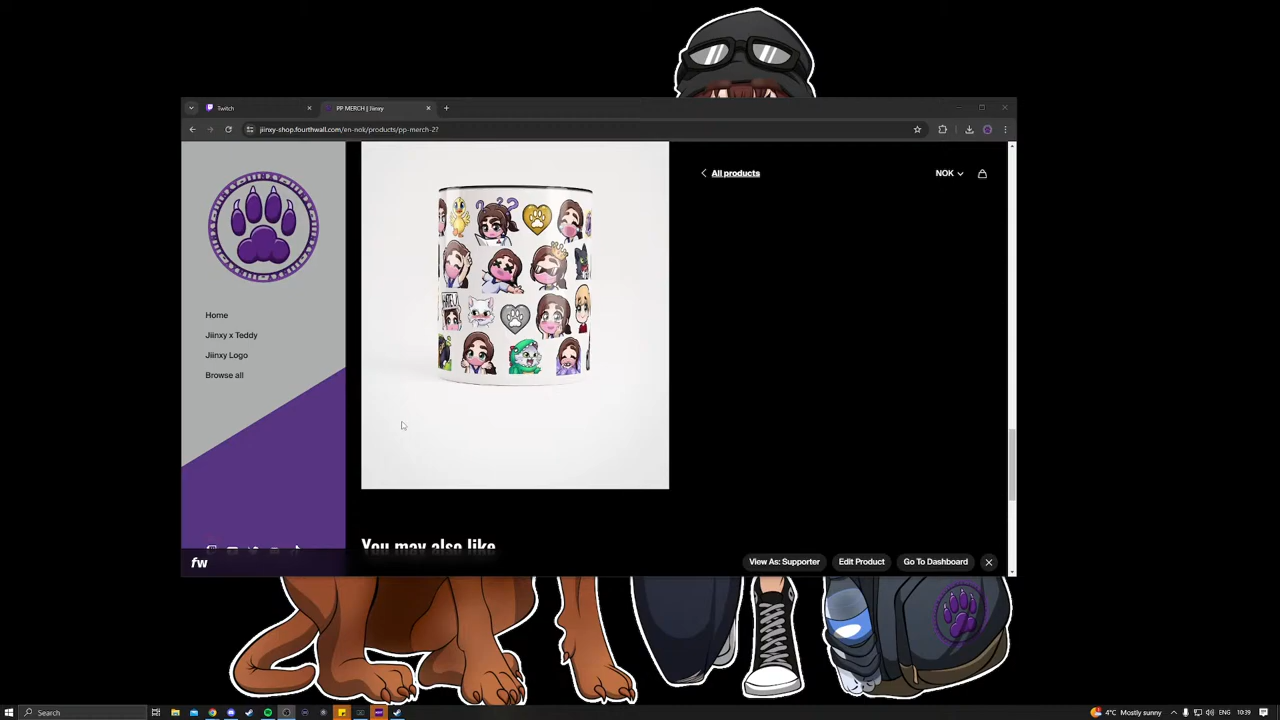 Twitch
PP MERCH | Jiinxy
jiinxy-shop.fourthwall.com/en-nok/products/pp-merch-2?
All products
NOK
Home
Jiinxy x Teddy
Jiinxy Logo
Browse all
You may also like
fw
View As: Supporter
Edit Product
Go To Dashboard
Search
4°C Mostly sunny
ENG
10:39